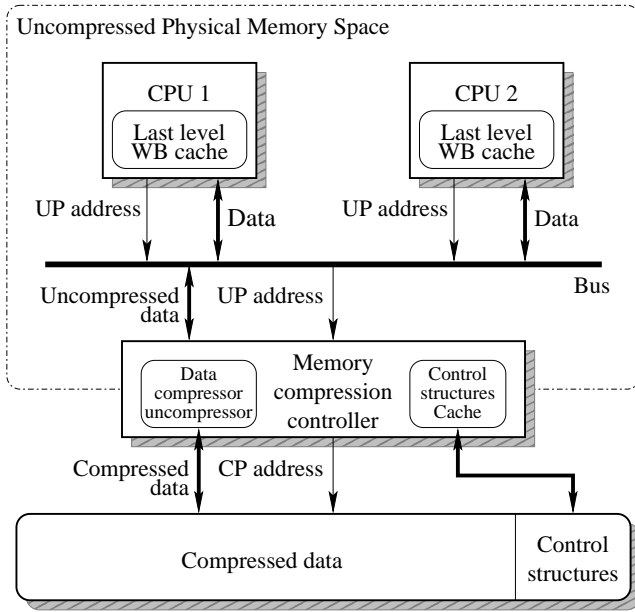 Uncompressed Physical Memory Space
CPU 1
Last level
WB cache
CPU 2
Last level
WB cache
UP address
Data
UP address
Data
Bus
Uncompressed
data
UP address
Data
compressor
uncompressor
Memory
compression
controller
Control
structures
Cache
Compressed
data
CP address
Compressed data
Control
structures